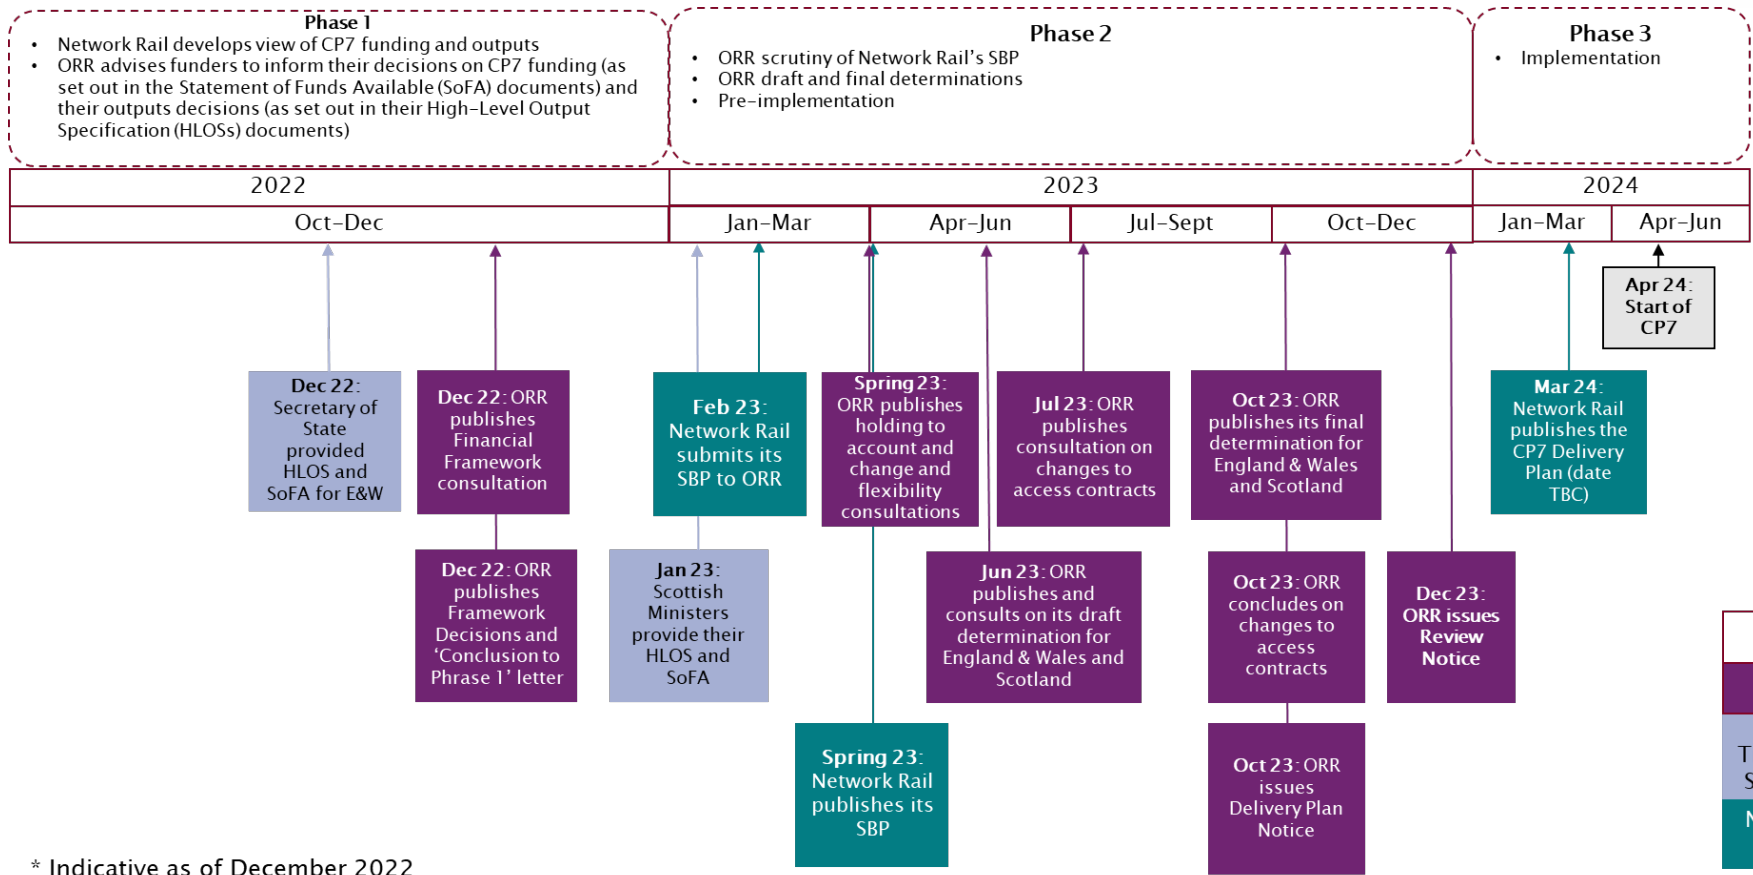 Phase 1
• Network Rail develops view of CP7 funding and outputs
• ORR advises funders to inform their decisions on CP7 funding (as
set out in the Statement of Funds Available (SoFA) documents) and
their outputs decisions (as set out in their High-Level Output
Specification (HLOSs) documents)
Phase 2
• ORR scrutiny of Network Rail's SBP
• ORR draft and final determinations
• Pre-implementation
Phase 3
• Implementation
2022
2023
2024
Oct-Dec
Jan-Mar
Apr-Jun
Jul-Sept
Oct-Dec
Jan-Mar
Apr-Jun
Apr 24:
Start of
CP7
Dec 22:
Secretary of
State
provided
HLOS and
SoFA for E&W
Dec 22: ORR
publishes
Financial
Framework
consultation
Feb 23:
Network Rail
submits its
SBP to ORR
Spring 23:
ORR publishes
holding to
account and
change and
flexibility
consultations
Jul 23: ORR
publishes
consultation on
changes to
access contracts
Oct 23: ORR
publishes its final
determination for
England & Wales
and Scotland
Mar 24:
Network Rail
publishes the
CP7 Delivery
Plan (date
TBC)
Dec 22: ORR
publishes
Framework
Decisions and
‘Conclusion to
Phrase 1’ letter
Jan 23:
Scottish
Ministers
provide their
HLOS and
SoFA
Jun 23: ORR
publishes and
consults on its draft
determination for
England & Wales and
Scotland
Oct 23: ORR
concludes on
changes to
access
contracts
Dec 23:
ORR issues
Review
Notice
Spring 23:
Network Rail
publishes its
SBP
Oct 23: ORR
issues
Delivery Plan
Notice
* Indicative as of December 2022